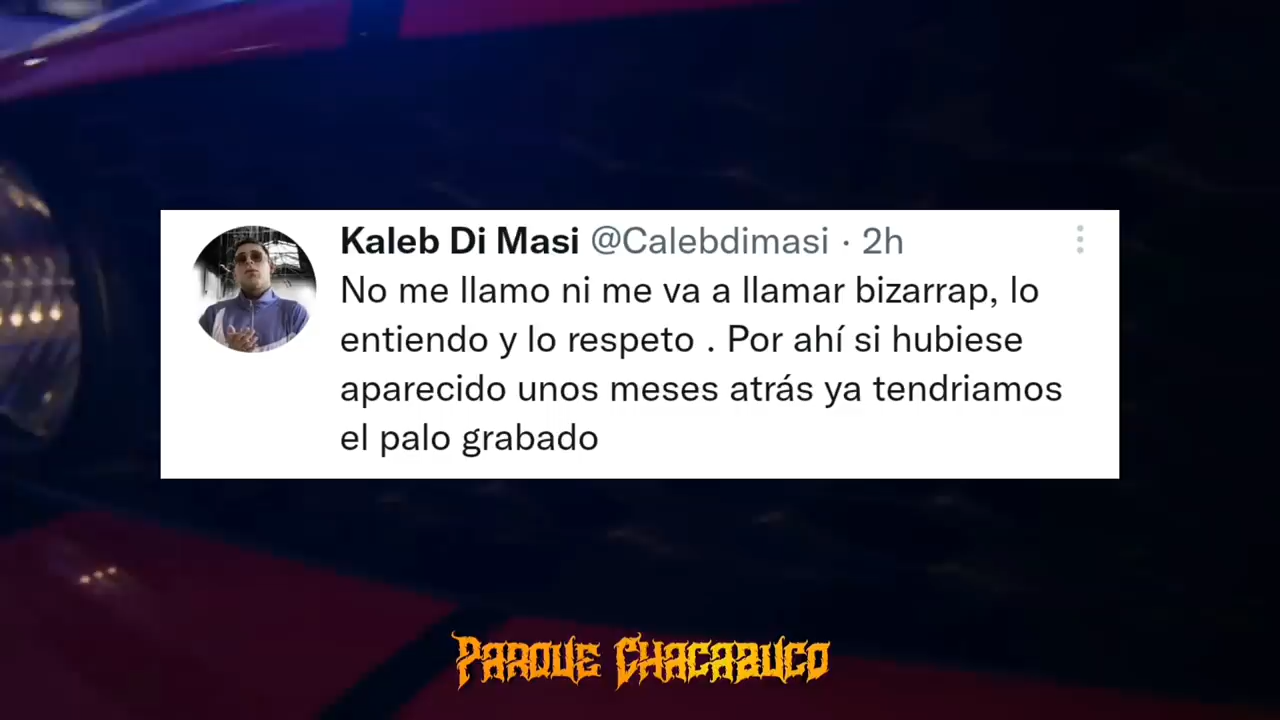 Kaleb Di Masi @Calebdimasi · 2h
No me llamo ni me va a llamar bizarrap, lo
entiendo y lo respeto . Por ahí si hubiese
aparecido unos meses atrás ya tendriamos
el palo grabado
PARQUE CHACABUCO